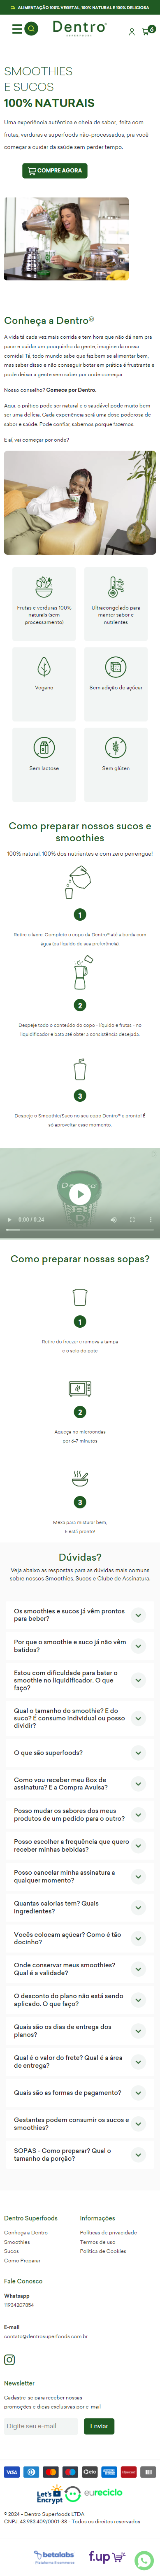 ALIMENTAÇÃO 100% VEGETAL, 100% NATURAL E 100% DELICIOSA
Dentro
SUPERFOODS
0
SMOOTHIES
E SUCOS
100% NATURAIS
Uma experiência autêntica e cheia de sabor, feita com
frutas, verduras e superfoods não-processados, pra você
começar a cuidar da saúde sem perder tempo.
COMPRE AGORA
Conheça a Dentro®
A vida tá cada vez mais corrida e tem hora que não dá nem pra
parar e cuidar um pouquinho da gente, imagine da nossa
comida! Tá, todo mundo sabe que faz bem se alimentar bem,
mas saber disso e não conseguir botar em prática é frustrante e
pode deixar a gente sem saber por onde começar.
Nosso conselho? Comece por Dentro.
Aqui, o prático pode ser natural e o saudável pode muito bem
ser uma delícia. Cada experiência será uma dose poderosa de
sabor e saúde. Pode confiar, sabemos porque fazemos.
E aí, vai começar por onde?
Frutas e verduras 100%
naturais (sem
processamento)
Ultracongelado para
manter sabor e
nutrientes
Vegano
Sem adição de açúcar
Sem lactose
Sem glúten
Como preparar nossos sucos e
smoothies
100% natural, 100% dos nutrientes e com zero perrengue!
1
Retire o lacre. Complete o copo da Dentro® até a borda com
água (ou líquido de sua preferência).
2
Despeje todo o conteúdo do copo - líquido e frutas - no
liquidificador e bata até obter a consistência desejada.
3
Despeje o Smoothie/Suco no seu copo Dentro® e pronto! É
só aproveitar esse momento.
Dentro
0:00 / 0:24
Como preparar nossas sopas?
1
Retire do freezer e remova a tampa
e o selo do pote
2
Aqueça no microondas
por 6-7 minutos
3
Mexa para misturar bem,
E está pronto!
Dúvidas?
Veja abaixo as respostas para as dúvidas mais comuns
sobre nossos Smoothies, Sucos e Clube de Assinatura.
Os smoothies e sucos já vêm prontos
para beber?
Por que o smoothie e suco já não vêm
batidos?
Estou com dificuldade para bater o
smoothie no liquidificador. O que
faço?
Qual o tamanho do smoothie? E do
suco? É consumo individual ou posso
dividir?
O que são superfoods?
Como vou receber meu Box de
assinatura? E a Compra Avulsa?
Posso mudar os sabores dos meus
produtos de um pedido para o outro?
Posso escolher a frequência que quero
receber minhas bebidas?
Posso cancelar minha assinatura a
qualquer momento?
Quantas calorias tem? Quais
ingredientes?
Vocês colocam açúcar? Como é tão
docinho?
Onde conservar meus smoothies?
Qual é a validade?
O desconto do plano não está sendo
aplicado. O que faço?
Quais são os dias de entrega dos
planos?
Qual é o valor do frete? Qual é a área
de entrega?
Quais são as formas de pagamento?
Gestantes podem consumir os sucos e
smoothies?
SOPAS - Como preparar? Qual o
tamanho da porção?
Dentro Superfoods
Conheça a Dentro
Smoothies
Sucos
Como Preparar
Informações
Políticas de privacidade
Termos de uso
Política de Cookies
Fale Conosco
Whatsapp
11934207854
E-mail
contato@dentrosuperfoods.com.br
Newsletter
Cadastre-se para receber nossas
promoções e dicas exclusivas por e-mail
Digite seu e-mail
Enviar
VISA
Let's
Encrypt
eureciclo
© 2024 - Dentro Superfoods LTDA
CNPJ: 43.983.409/0001-88 - Todos os direitos reservados
betalabs
f.up